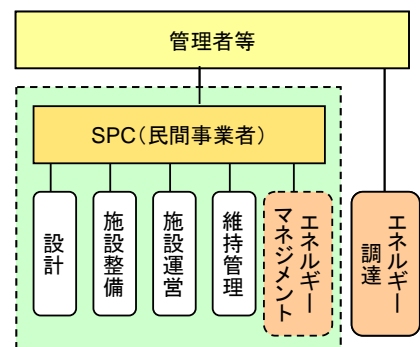 管理者等
SPC(民間事業者)
設計
施設整備
施設運営
維持管理
エネルギー
マネジメント
エネルギー
調達